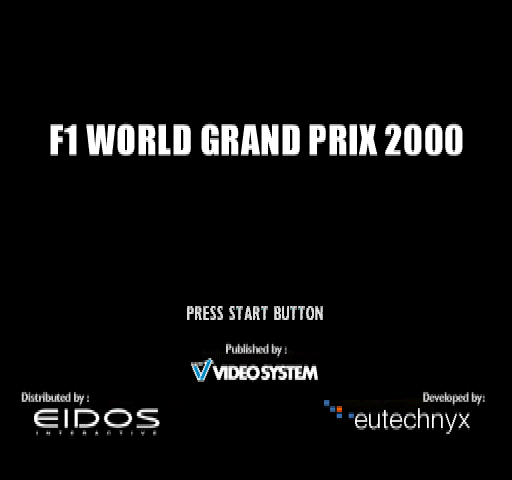 F1 WORLD GRAND PRIX 2000
PRESS START BUTTON
Published by :
VIDEO SYSTEM
Distributed by :
EIDOS
INTERACTIVE
Developed by:
eutechnyx